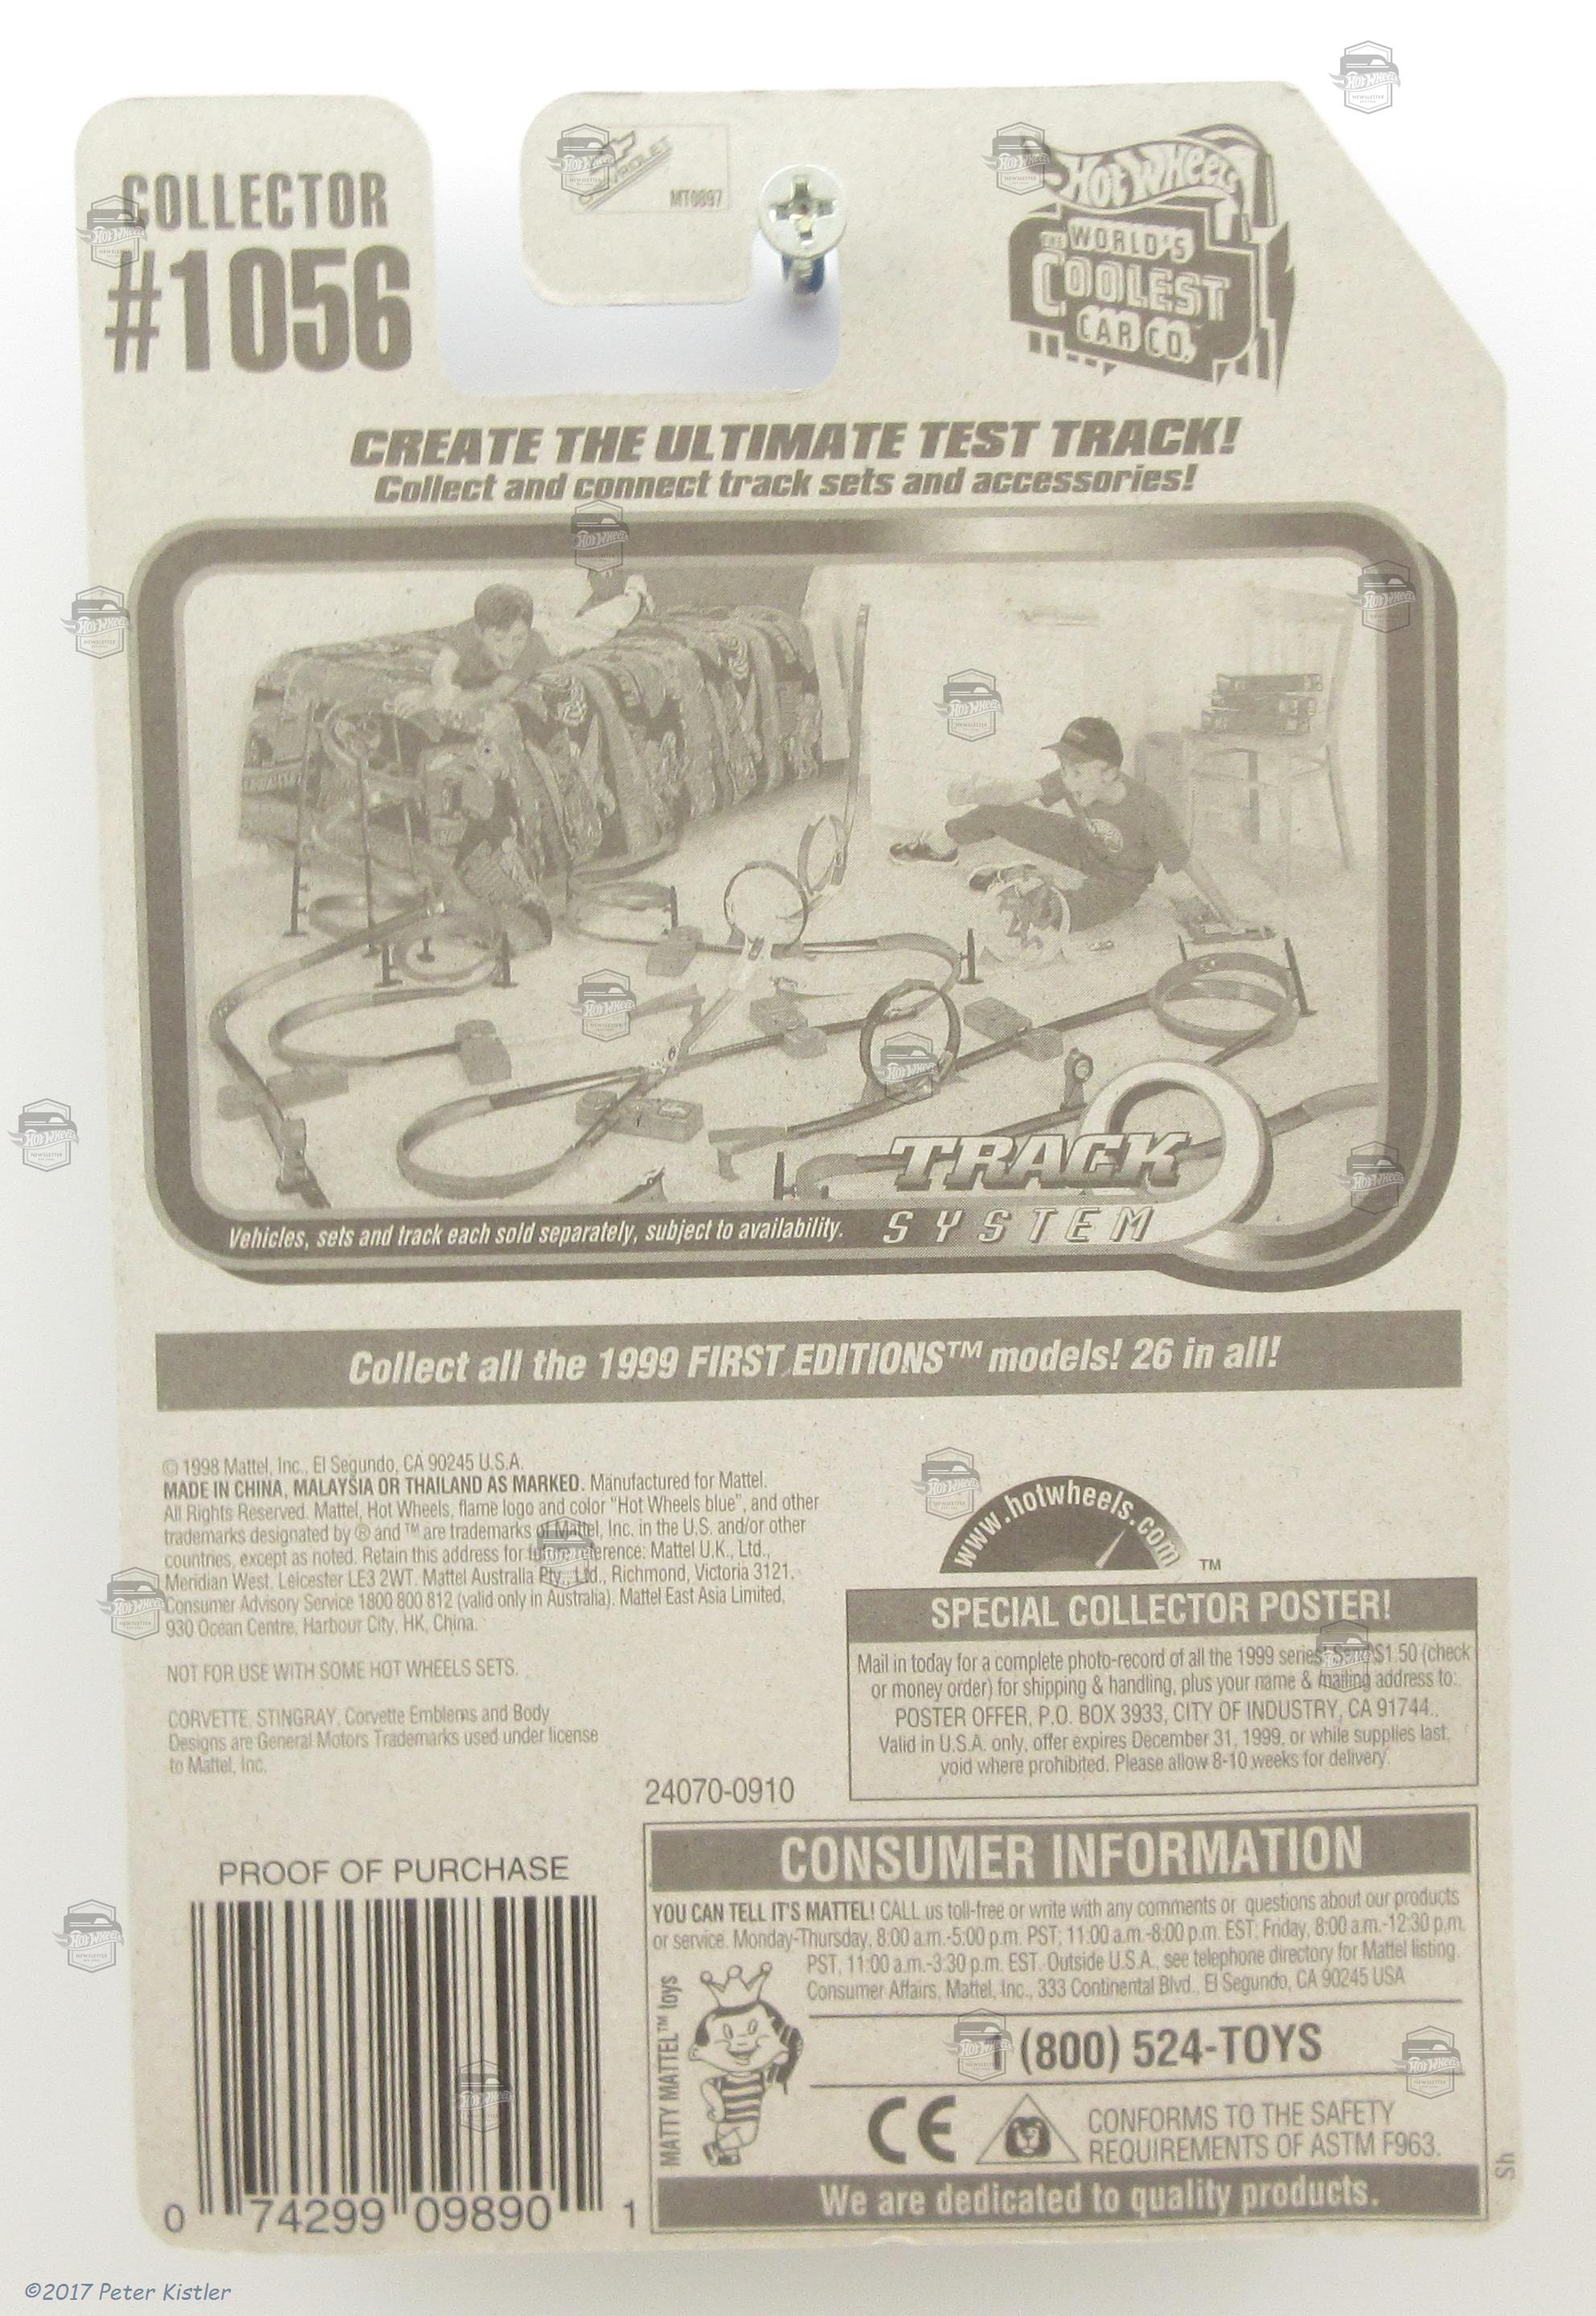 COLLECTOR
#1056
CHEVROLET
MT0897
HOT WHEELS
THE WORLD'S
COOLEST
CAR CO.™
CREATE THE ULTIMATE TEST TRACK!
Collect and connect track sets and accessories!
TRACK
SYSTEM
Vehicles, sets and track each sold separately, subject to availability.
Collect all the 1999 FIRST EDITIONS™ models! 26 in all!
© 1998 Mattel, Inc., El Segundo, CA 90245 U.S.A.
MADE IN CHINA, MALAYSIA OR THAILAND AS MARKED. Manufactured for Mattel.
All Rights Reserved. Mattel, Hot Wheels, flame logo and color "Hot Wheels blue", and other
trademarks designated by ® and ™ are trademarks of Mattel, Inc. in the U.S. and/or other
countries, except as noted. Retain this address for future reference: Mattel U.K., Ltd.,
Meridian West, Leicester LE3 2WT. Mattel Australia Pty., Ltd., Richmond, Victoria 3121.
Consumer Advisory Service 1800 800 812 (valid only in Australia). Mattel East Asia Limited,
930 Ocean Centre, Harbour City, HK, China.
NOT FOR USE WITH SOME HOT WHEELS SETS.
CORVETTE, STINGRAY, Corvette Emblems and Body
Designs are General Motors Trademarks used under license
to Mattel, Inc.
24070-0910
www.hotwheels.com
™
SPECIAL COLLECTOR POSTER!
Mail in today for a complete photo-record of all the 1999 series. Send $1.50 (check
or money order) for shipping & handling, plus your name & mailing address to:
POSTER OFFER, P.O. BOX 3933, CITY OF INDUSTRY, CA 91744.
Valid in U.S.A. only, offer expires December 31, 1999, or while supplies last,
void where prohibited. Please allow 8-10 weeks for delivery.
PROOF OF PURCHASE
0 74299 09890 1
CONSUMER INFORMATION
YOU CAN TELL IT'S MATTEL! CALL us toll-free or write with any comments or questions about our products
or service. Monday-Thursday, 8:00 a.m.-5:00 p.m. PST; 11:00 a.m.-8:00 p.m. EST: Friday, 8:00 a.m.-12:30 p.m.
PST, 11:00 a.m.-3:30 p.m. EST. Outside U.S.A., see telephone directory for Mattel listing.
Consumer Affairs, Mattel, Inc., 333 Continental Blvd., El Segundo, CA 90245 USA
MATTY MATTEL™ toys
1 (800) 524-TOYS
CE
CONFORMS TO THE SAFETY
REQUIREMENTS OF ASTM F963.
We are dedicated to quality products.
Sh
©2017 Peter Kistler